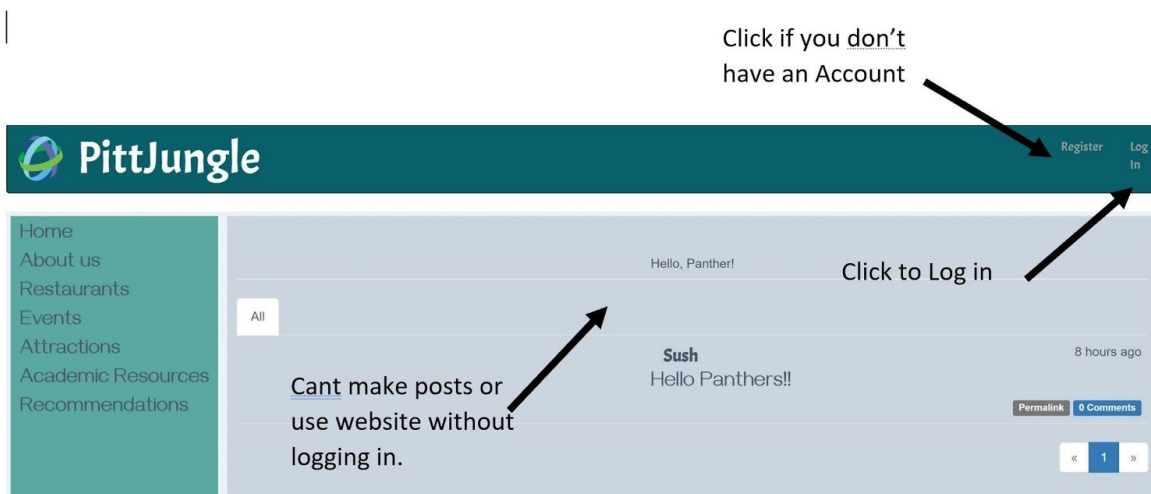 Click if you don't
have an Account
PittJungle
Register
Log
In
Home
About us
Restaurants
Events
Attractions
Academic Resources
Recommendations
Hello, Panther!
Click to Log in
All
Sush
8 hours ago
Hello Panthers!!
Cant make posts or
use website without
logging in.
Permalink 0 Comments
« 1 »